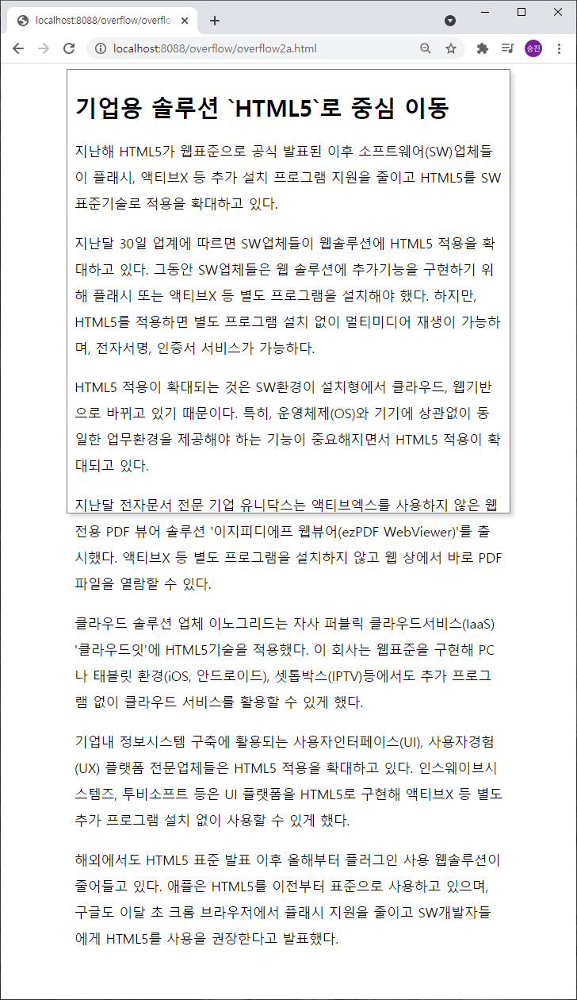 localhost:8088/overflow/overflov
localhost:8088/overflow/overflow2a.html
승진
기업용 솔루션 `HTML5`로 중심 이동
지난해 HTML5가 웹표준으로 공식 발표된 이후 소프트웨어(SW)업체들
이 플래시, 액티브X 등 추가 설치 프로그램 지원을 줄이고 HTML5를 SW
표준기술로 적용을 확대하고 있다.
지난달 30일 업계에 따르면 SW업체들이 웹솔루션에 HTML5 적용을 확
대하고 있다. 그동안 SW업체들은 웹 솔루션에 추가기능을 구현하기 위
해 플래시 또는 액티브X 등 별도 프로그램을 설치해야 했다. 하지만,
HTML5를 적용하면 별도 프로그램 설치 없이 멀티미디어 재생이 가능하
며, 전자서명, 인증서 서비스가 가능하다.
HTML5 적용이 확대되는 것은 SW환경이 설치형에서 클라우드, 웹기반
으로 바뀌고 있기 때문이다. 특히, 운영체제(OS)와 기기에 상관없이 동
일한 업무환경을 제공해야 하는 기능이 중요해지면서 HTML5 적용이 확
대되고 있다.
지난달 전자문서 전문 기업 유니닥스는 액티브엑스를 사용하지 않은 웹
전용 PDF 뷰어 솔루션 '이지피디에프 웹뷰어(ezPDF WebViewer)'를 출
시했다. 액티브X 등 별도 프로그램을 설치하지 않고 웹 상에서 바로 PDF
파일을 열람할 수 있다.
클라우드 솔루션 업체 이노그리드는 자사 퍼블릭 클라우드서비스(IaaS)
'클라우드잇'에 HTML5기술을 적용했다. 이 회사는 웹표준을 구현해 PC
나 태블릿 환경(iOS, 안드로이드), 셋톱박스(IPTV)등에서도 추가 프로그
램 없이 클라우드 서비스를 활용할 수 있게 했다.
기업내 정보시스템 구축에 활용되는 사용자인터페이스(UI), 사용자경험
(UX) 플랫폼 전문업체들은 HTML5 적용을 확대하고 있다. 인스웨이브시
스템즈, 투비소프트 등은 UI 플랫폼을 HTML5로 구현해 액티브X 등 별도
추가 프로그램 설치 없이 사용할 수 있게 했다.
해외에서도 HTML5 표준 발표 이후 올해부터 플러그인 사용 웹솔루션이
줄어들고 있다. 애플은 HTML5를 이전부터 표준으로 사용하고 있으며,
구글도 이달 초 크롬 브라우저에서 플래시 지원을 줄이고 SW개발자들
에게 HTML5를 사용을 권장한다고 발표했다.